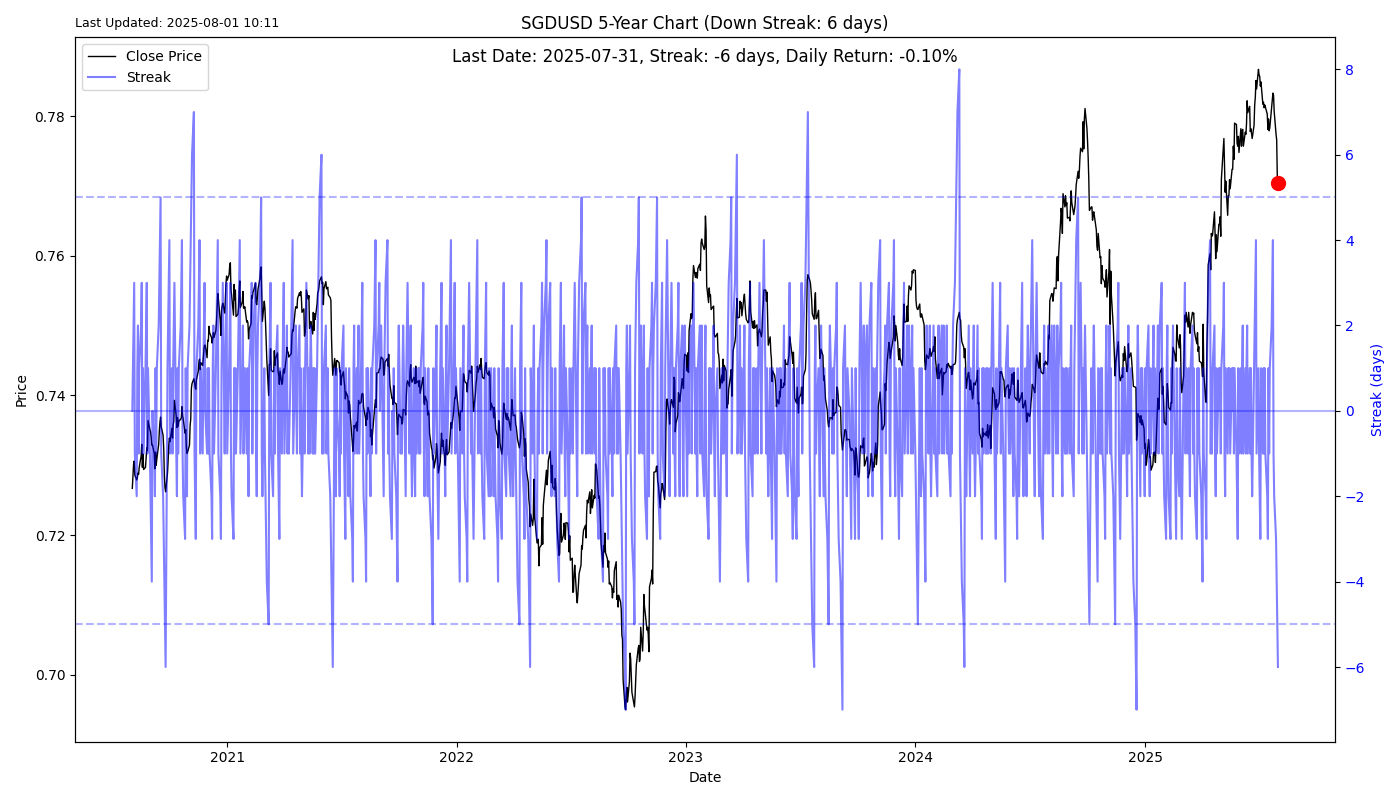 Last Updated: 2025-08-01 10:11
SGDUSD 5-Year Chart (Down Streak: 6 days)
Last Date: 2025-07-31, Streak: -6 days, Daily Return: -0.10%
Close Price
Streak
0.78
0.76
0.74
0.72
0.70
Price
8
6
4
2
0
−2
−4
−6
Streak (days)
2021
2022
2023
2024
2025
Date